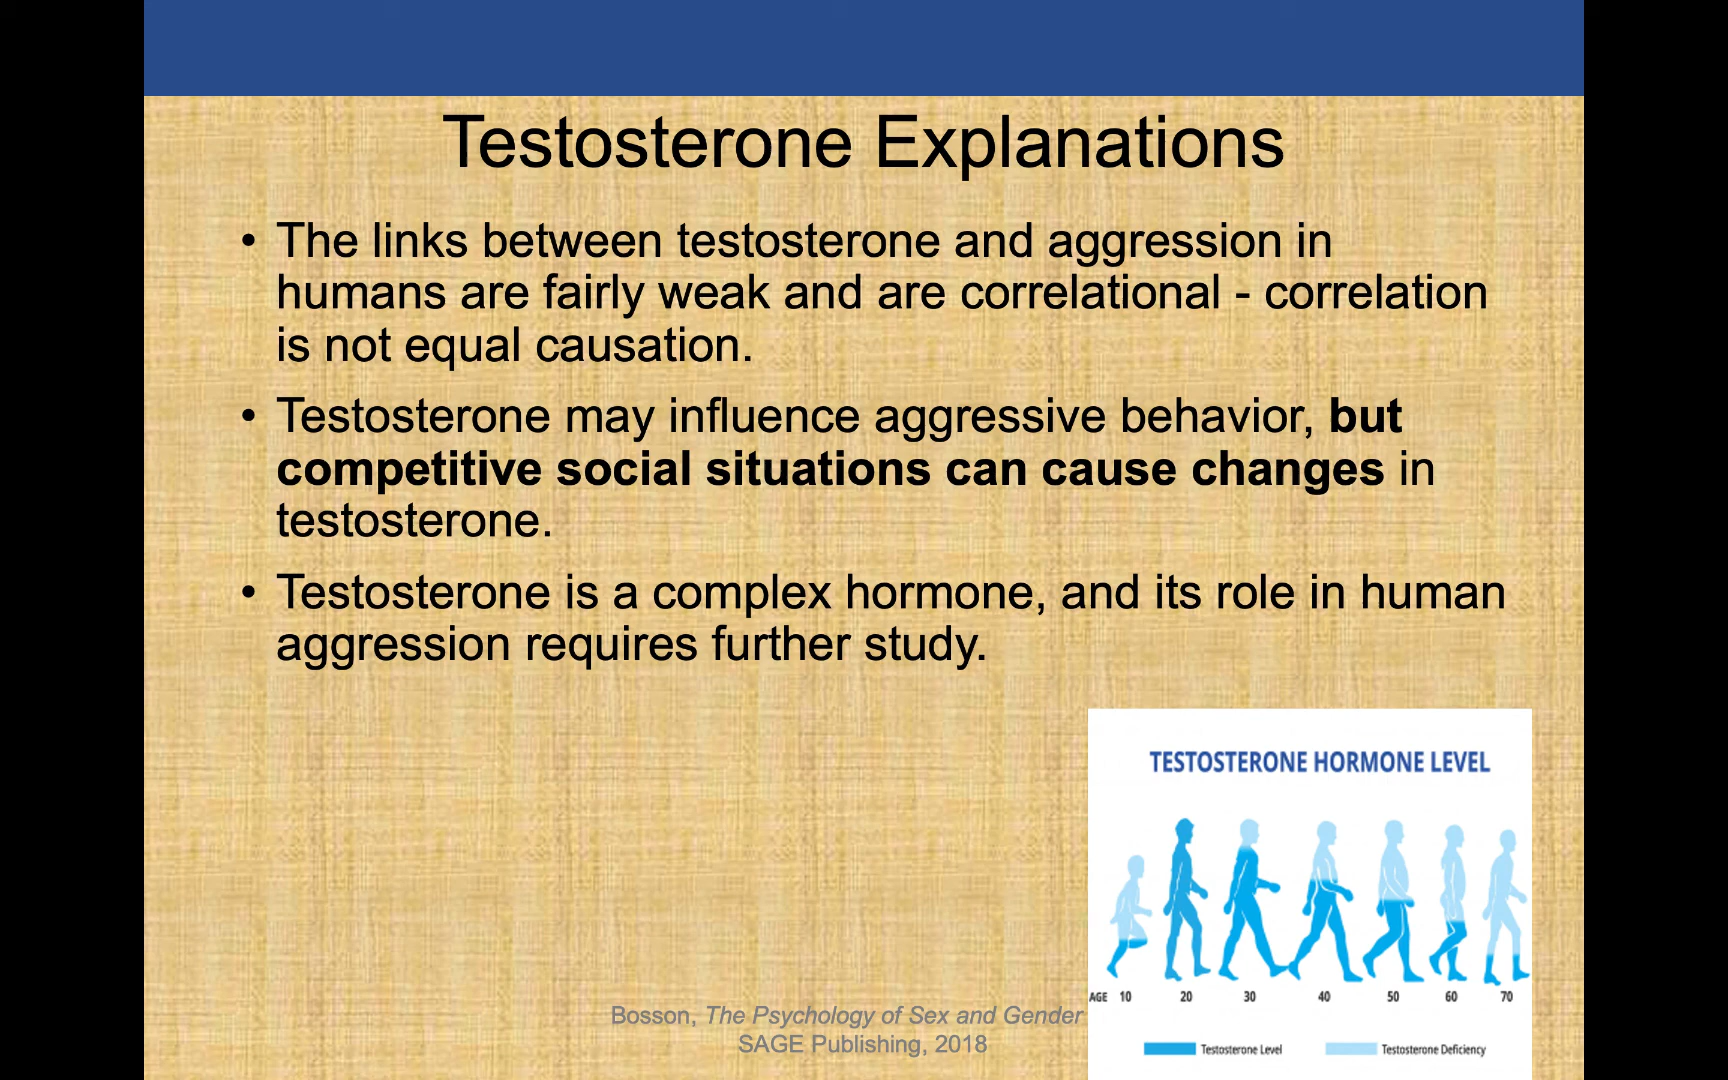 Testosterone Explanations
• The links between testosterone and aggression in
humans are fairly weak and are correlational - correlation
is not equal causation.
• Testosterone may influence aggressive behavior, but
competitive social situations can cause changes in
testosterone.
• Testosterone is a complex hormone, and its role in human
aggression requires further study.
TESTOSTERONE HORMONE LEVEL
AGE 10 20 30 40 50 60 70
Testosterone Level Testosterone Deficiency
Bosson, The Psychology of Sex and Gender
SAGE Publishing, 2018